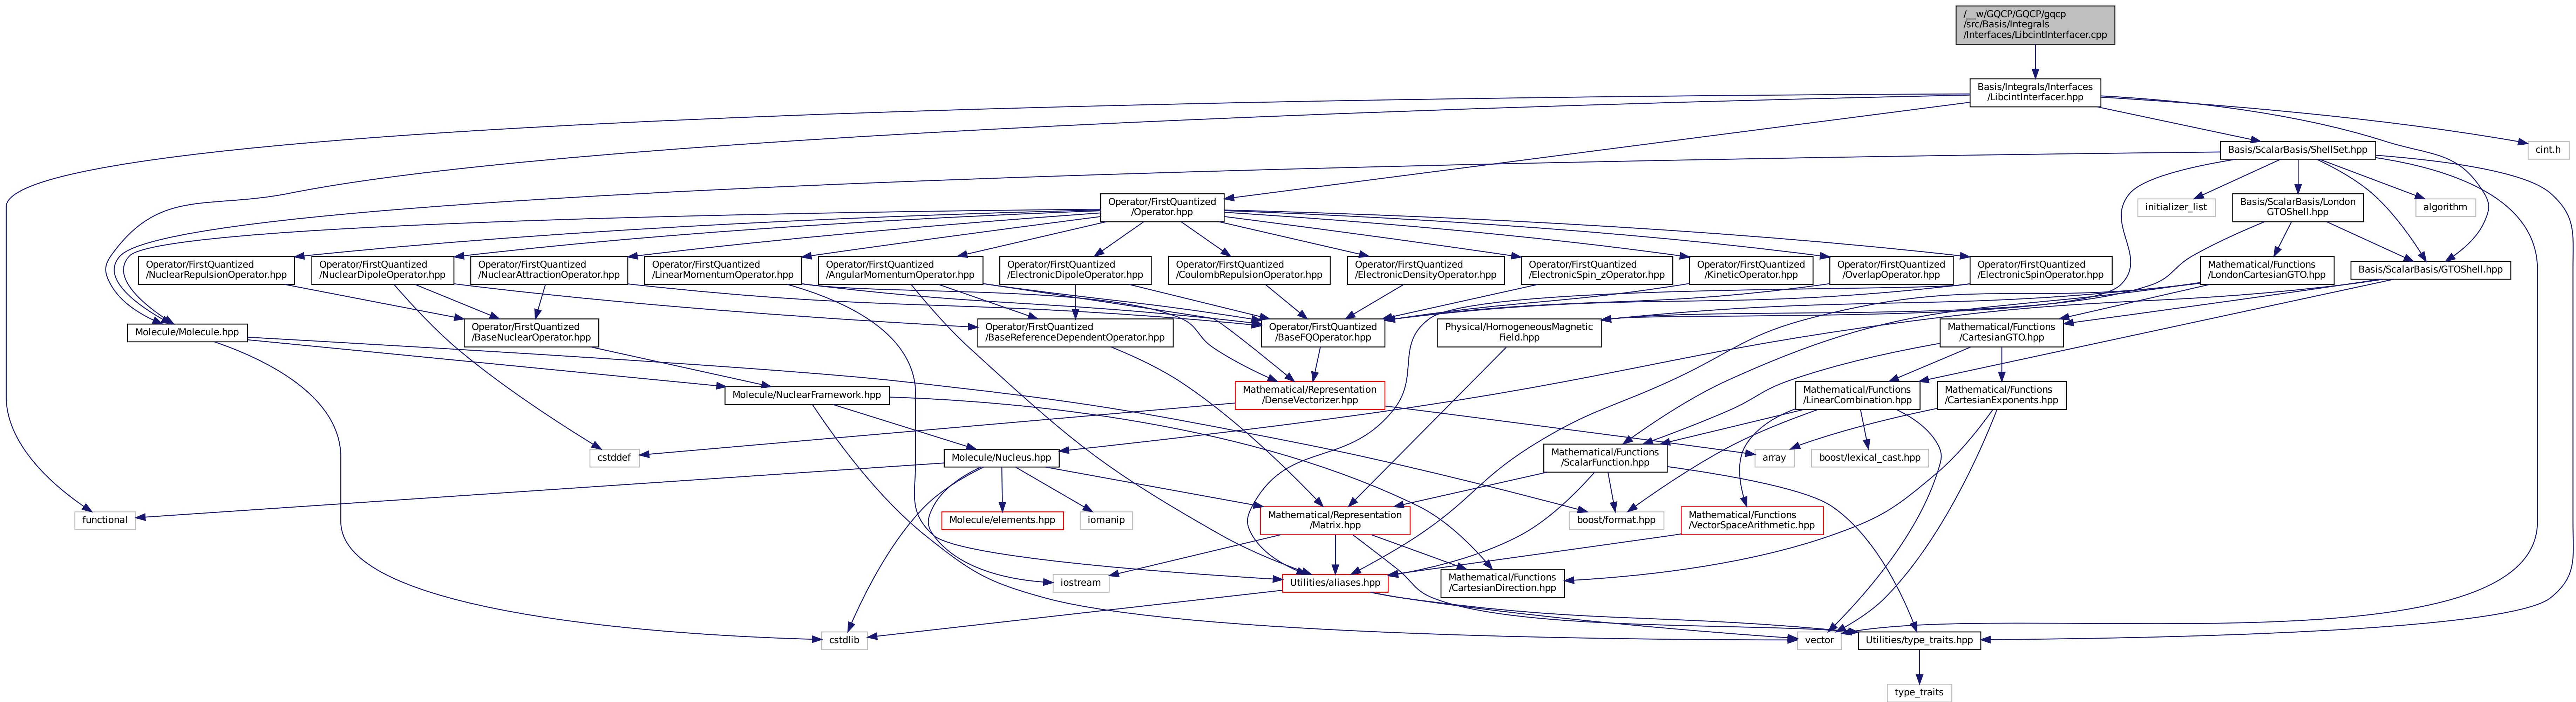 /__w/GQCP/GQCP/gqcp
/src/Basis/Integrals
/Interfaces/LibcintInterfacer.cpp
Basis/Integrals/Interfaces
/LibcintInterfacer.hpp
cint.h
Basis/ScalarBasis/ShellSet.hpp
Operator/FirstQuantized
/Operator.hpp
initializer_list
Basis/ScalarBasis/London
GTOShell.hpp
algorithm
Operator/FirstQuantized
/NuclearRepulsionOperator.hpp
Operator/FirstQuantized
/NuclearDipoleOperator.hpp
Operator/FirstQuantized
/NuclearAttractionOperator.hpp
Operator/FirstQuantized
/LinearMomentumOperator.hpp
Operator/FirstQuantized
/AngularMomentumOperator.hpp
Operator/FirstQuantized
/ElectronicDipoleOperator.hpp
Operator/FirstQuantized
/CoulombRepulsionOperator.hpp
Operator/FirstQuantized
/ElectronicDensityOperator.hpp
Operator/FirstQuantized
/ElectronicSpin_zOperator.hpp
Operator/FirstQuantized
/KineticOperator.hpp
Operator/FirstQuantized
/OverlapOperator.hpp
Operator/FirstQuantized
/ElectronicSpinOperator.hpp
Mathematical/Functions
/LondonCartesianGTO.hpp
Basis/ScalarBasis/GTOShell.hpp
Molecule/Molecule.hpp
Operator/FirstQuantized
/BaseNuclearOperator.hpp
Operator/FirstQuantized
/BaseReferenceDependentOperator.hpp
Operator/FirstQuantized
/BaseFQOperator.hpp
Physical/HomogeneousMagnetic
Field.hpp
Mathematical/Functions
/CartesianGTO.hpp
Molecule/NuclearFramework.hpp
Mathematical/Representation
/DenseVectorizer.hpp
Mathematical/Functions
/LinearCombination.hpp
Mathematical/Functions
/CartesianExponents.hpp
cstddef
Molecule/Nucleus.hpp
Mathematical/Functions
/ScalarFunction.hpp
array
boost/lexical_cast.hpp
functional
Molecule/elements.hpp
iomanip
Mathematical/Representation
/Matrix.hpp
boost/format.hpp
Mathematical/Functions
/VectorSpaceArithmetic.hpp
iostream
Utilities/aliases.hpp
Mathematical/Functions
/CartesianDirection.hpp
cstdlib
vector
Utilities/type_traits.hpp
type_traits